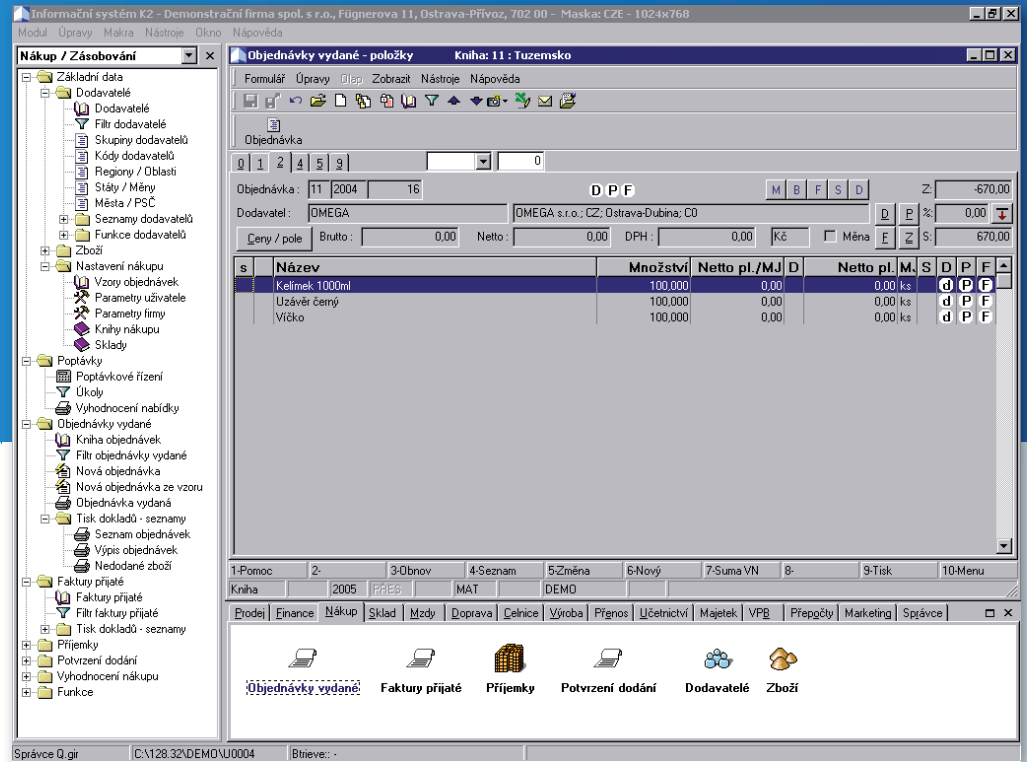 Informační systém K2 - Demonstrační firma spol. s r.o., Fügnerova 11, Ostrava-Přívoz, 702 00 - Maska: CZE - 1024x768
Modul Úpravy Makra Nástroje Okno Nápověda
Nákup / Zásobování
Základní data
Dodavatelé
Dodavatelé
Filtr dodavatelé
Skupiny dodavatelů
Kódy dodavatelů
Regiony / Oblasti
Státy / Měny
Města / PSČ
Seznamy dodavatelů
Funkce dodavatelů
Zboží
Nastavení nákupu
Vzory objednávek
Parametry uživatele
Parametry firmy
Knihy nákupu
Sklady
Poptávky
Poptávkové řízení
Úkoly
Vyhodnocení nabídky
Objednávky vydané
Kniha objednávek
Filtr objednávky vydané
Nová objednávka
Nová objednávka ze vzoru
Objednávka vydaná
Tisk dokladů - seznamy
Seznam objednávek
Výpis objednávek
Nedodané zboží
Faktury přijaté
Faktury přijaté
Filtr faktury přijaté
Tisk dokladů - seznamy
Příjemky
Potvrzení dodání
Vyhodnocení nákupu
Funkce
Objednávky vydané - položky Kniha: 11 : Tuzemsko
Formulář Úpravy Olap Zobrazit Nástroje Nápověda
Objednávka
0 1 2 4 5 9 0
Objednávka : 11 2004 16 D P F M B F S D Z: -670,00
Dodavatel : OMEGA OMEGA s.r.o.; CZ; Ostrava-Dubina; C0 D P %: 0,00
Ceny / pole Brutto : 0,00 Netto : 0,00 DPH : 0,00 Kč Měna F Z S: 670,00
s Název Množství Netto pl./MJ D Netto pl. M. S D P F
Kelímek 1000ml 100,000 0,00 0,00 ks d P F
Uzávěr černý 100,000 0,00 0,00 ks d P F
Víčko 100,000 0,00 0,00 ks d P F
1-Pomoc 2- 3-Obnov 4-Seznam 5-Změna 6-Nový 7-Suma VN 8- 9-Tisk 10-Menu
Kniha 2005 PŘES MAT DEMO
Prodej Finance Nákup Sklad Mzdy Doprava Celnice Výroba Přenos Účetnictví Majetek VPB Přepočty Marketing Správce
Objednávky vydané Faktury přijaté Příjemky Potvrzení dodání Dodavatelé Zboží
Správce Q.gir C:\128.32\DEMO\U0004 Btrieve:: -